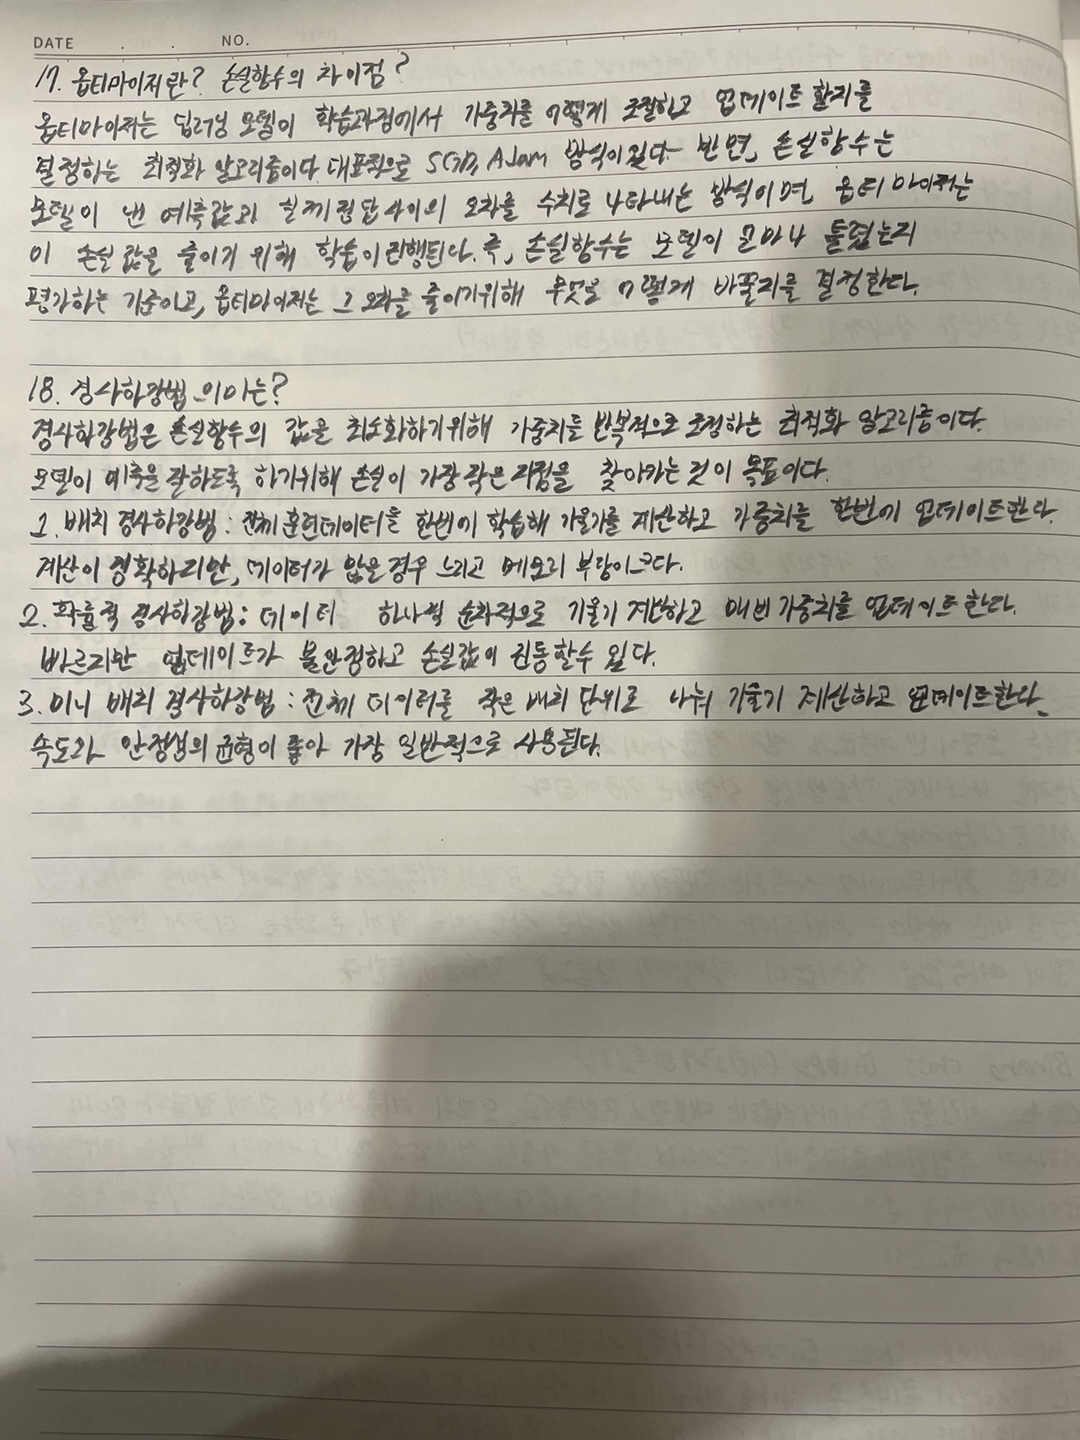 DATE . . NO.
17. 옵티마이저란? 손실함수의 차이점?
옵티마이저는 딥러닝 모델이 학습과정에서 가중치를 어떻게 조절하고 업데이트 할지를
결정하는 최적화 알고리즘이다. 대표적으로 SGD, Adam 방식이 있다. 반면, 손실함수는
모델이 낸 예측값과 실제정답사이의 오차를 수치로 나타내는 방식이며, 옵티마이저는
이 손실 값을 줄이기 위해 학습이 진행된다. 즉, 손실함수는 모델이 얼마나 틀렸는지
평가하는 기준이고, 옵티마이저는 그 오차를 줄이기위해 무엇을 어떻게 바꿀지를 결정한다.
18. 경사하강법 의미는?
경사하강법은 손실함수의 값을 최소화하기위해 가중치를 반복적으로 조정하는 최적화 알고리즘이다.
모델이 예측을 잘하도록 하기위해 손실이 가장 작은 지점을 찾아가는 것이 목표이다.
1. 배치 경사하강법 : 전체 훈련데이터를 한번에 학습해 기울기를 계산하고 가중치를 한번에 업데이트한다.
계산이 정확하지만, 데이터가 많을 경우 느리고 메모리 부담이 크다.
2. 확률적 경사하강법 : 데이터 하나씩 순차적으로 기울기 계산하고 매번 가중치를 업데이트한다.
빠르지만 업데이트가 불안정하고 손실값이 진동할수 있다.
3. 미니 배치 경사하강법 : 전체 데이터를 작은 배치 단위로 나눠 기울기 계산하고 업데이트한다.
속도와 안정성의 균형이 좋아 가장 일반적으로 사용된다.